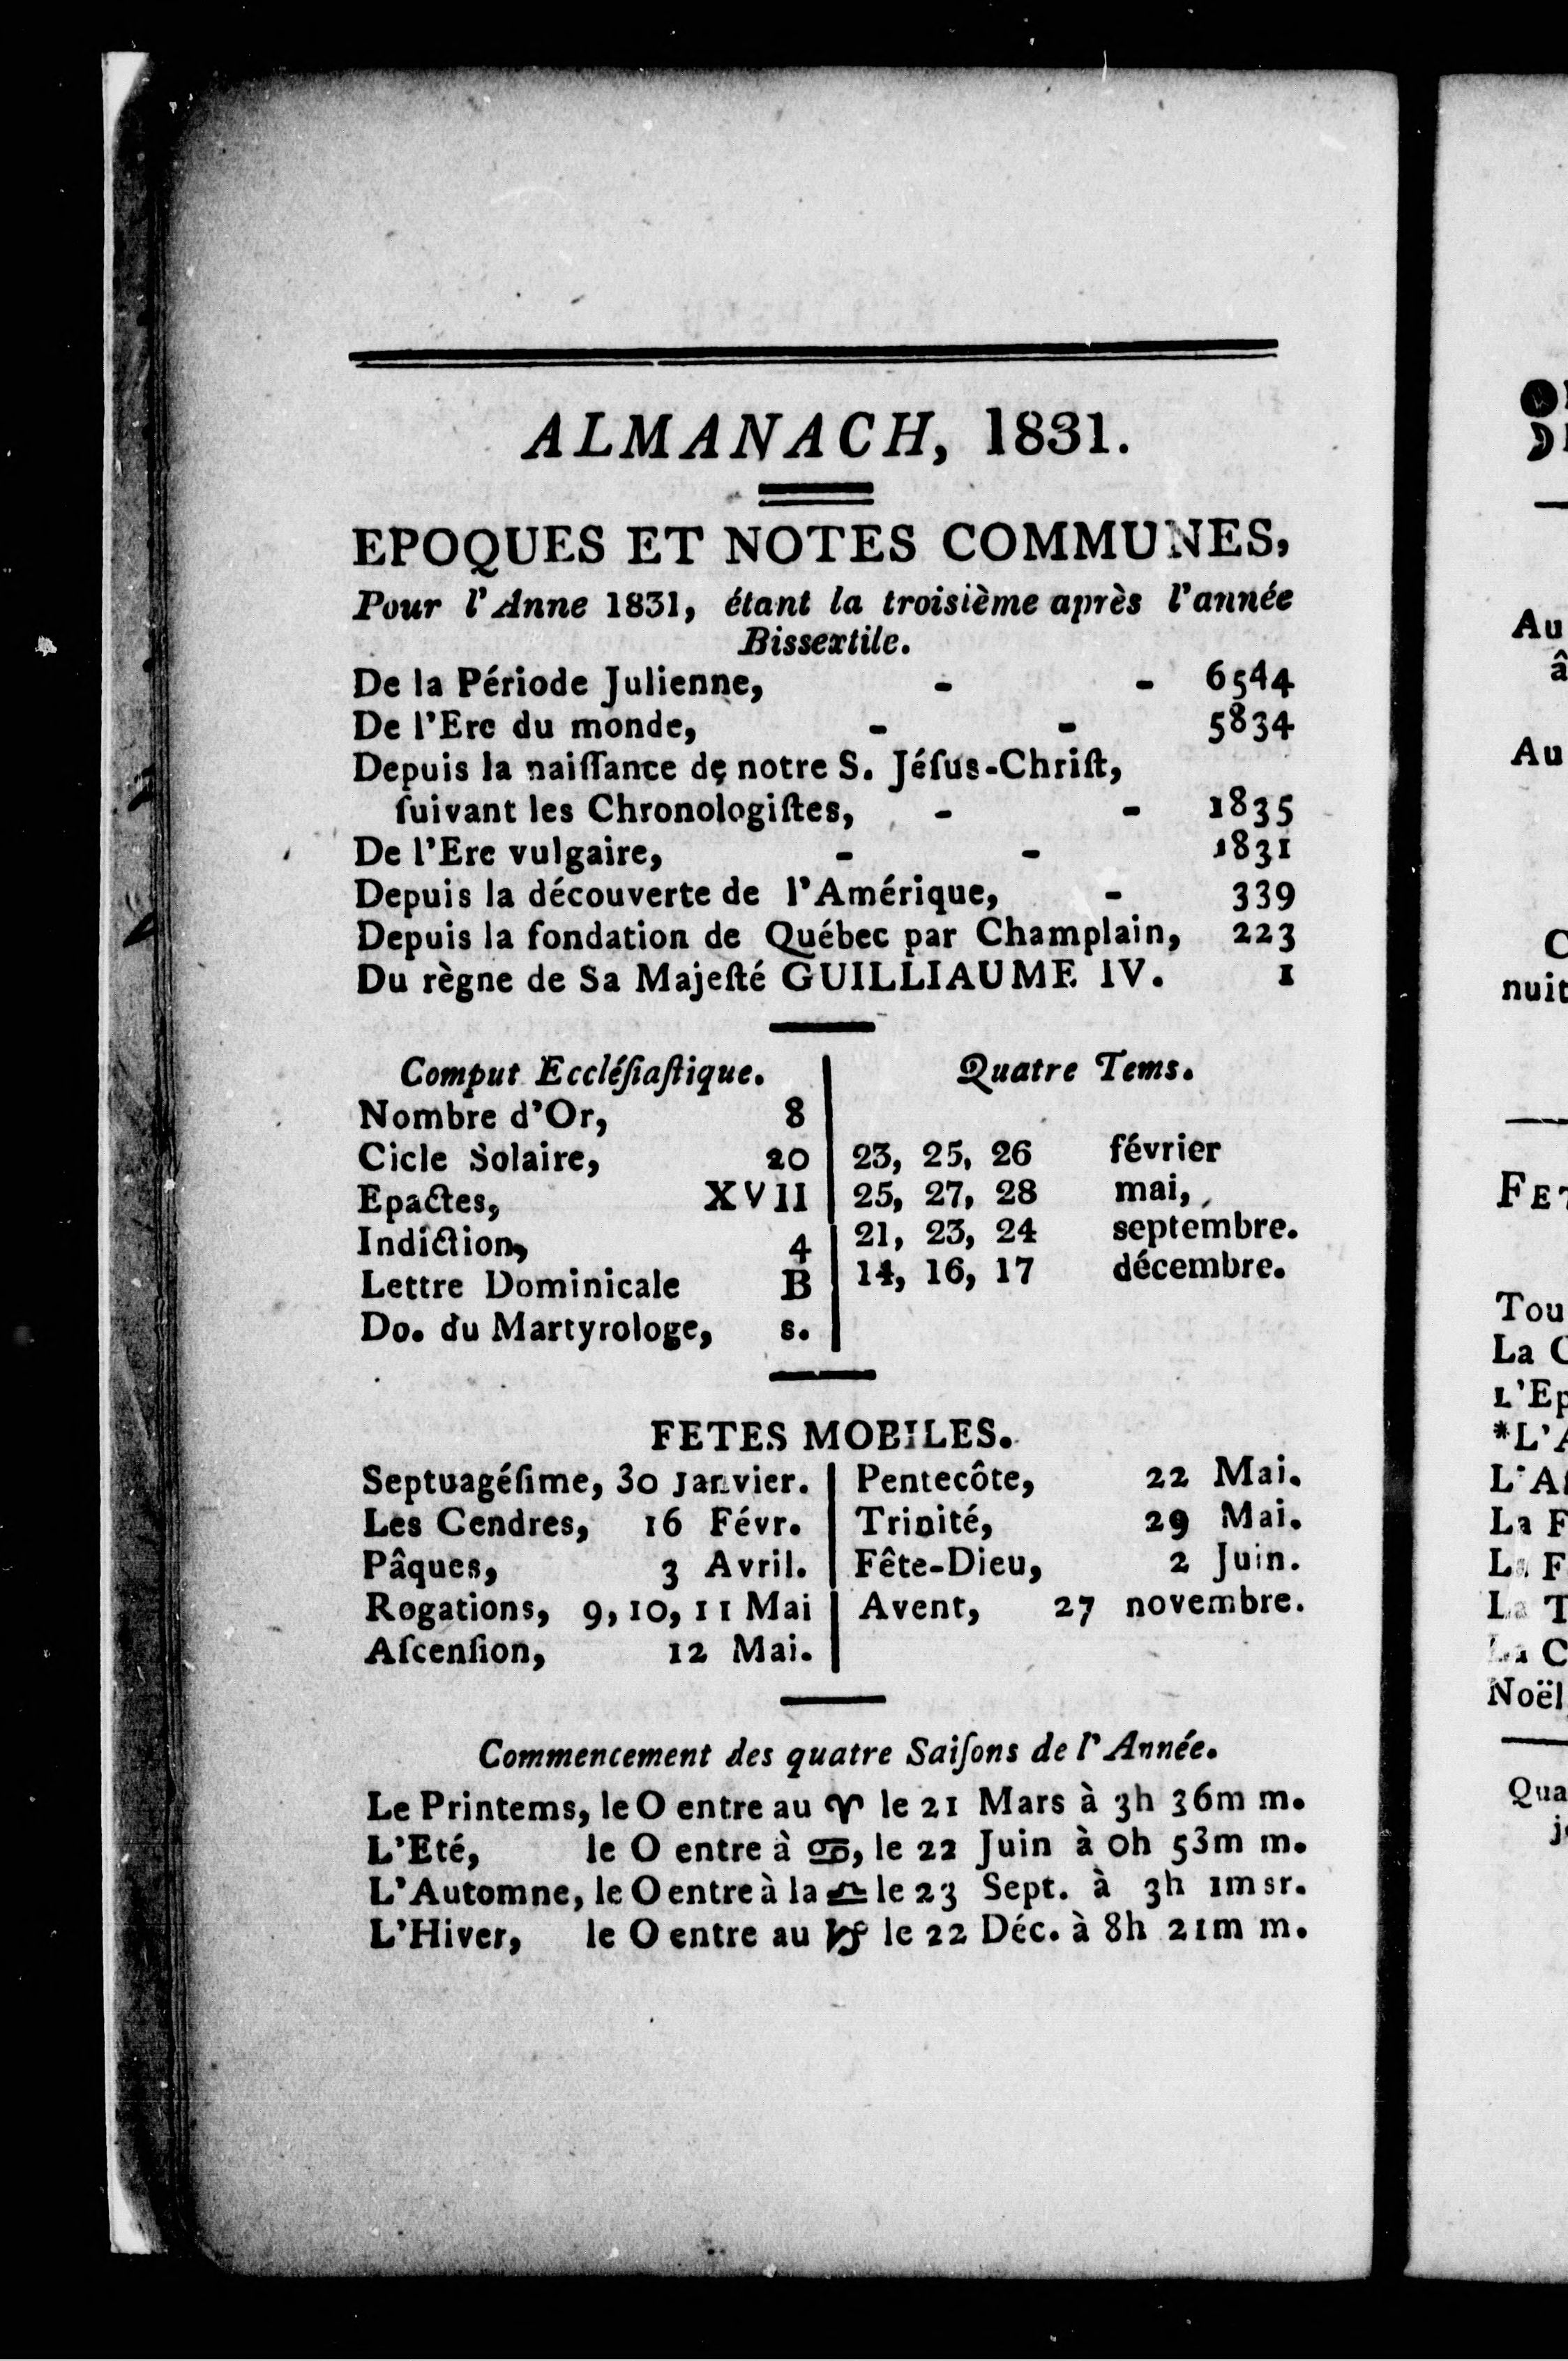 ALMANACH, 1831.
EPOQUES ET NOTES COMMUNES,
Pour l'Anne 1831, étant la troisième après l'année
Bissextile.
De la Période Julienne, - - 6544
De l'Ere du monde, - - 5834
Depuis la naiſſance de notre S. Jéſus-Chriſt,
ſuivant les Chronologiſtes, - - 1835
De l'Ere vulgaire, - - 1831
Depuis la découverte de l'Amérique, - 339
Depuis la fondation de Québec par Champlain, 223
Du règne de Sa Majeſté GUILLIAUME IV. 1
Comput Eccléſiaſtique.
Nombre d'Or, 8
Cicle Solaire, 20
Epactes, XVII
Indiction, 4
Lettre Dominicale B
Do. du Martyrologe, s.
Quatre Tems.
23, 25, 26 février
25, 27, 28 mai,
21, 23, 24 septembre.
14, 16, 17 décembre.
FETES MOBILES.
Septuagéſime, 30 Janvier.
Les Cendres, 16 Févr.
Pâques, 3 Avril.
Rogations, 9, 10, 11 Mai
Aſcenſion, 12 Mai.
Pentecôte, 22 Mai.
Trinité, 29 Mai.
Fête-Dieu, 2 Juin.
Avent, 27 novembre.
Commencement des quatre Saiſons de l'Année.
Le Printems, le O entre au ♈ le 21 Mars à 3h 36m m.
L'Eté, le O entre à ♋, le 22 Juin à 0h 53m m.
L'Automne, le O entre à la ♎ le 23 Sept. à 3h 1m sr.
L'Hiver, le O entre au ♑ le 22 Déc. à 8h 21m m.
Au
â
Au
C
nuit
FET
Tou
La C
L'Ep
*L'A
La F
La F
La T
La C
Noël
Qua